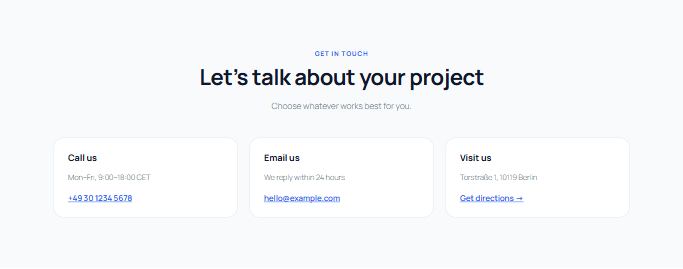 GET IN TOUCH
Let's talk about your project
Choose whatever works best for you.
Call us
Mon–Fri, 9:00–18:00 CET
+49 30 1234 5678
Email us
We reply within 24 hours
hello@example.com
Visit us
Torstraße 1, 10119 Berlin
Get directions →